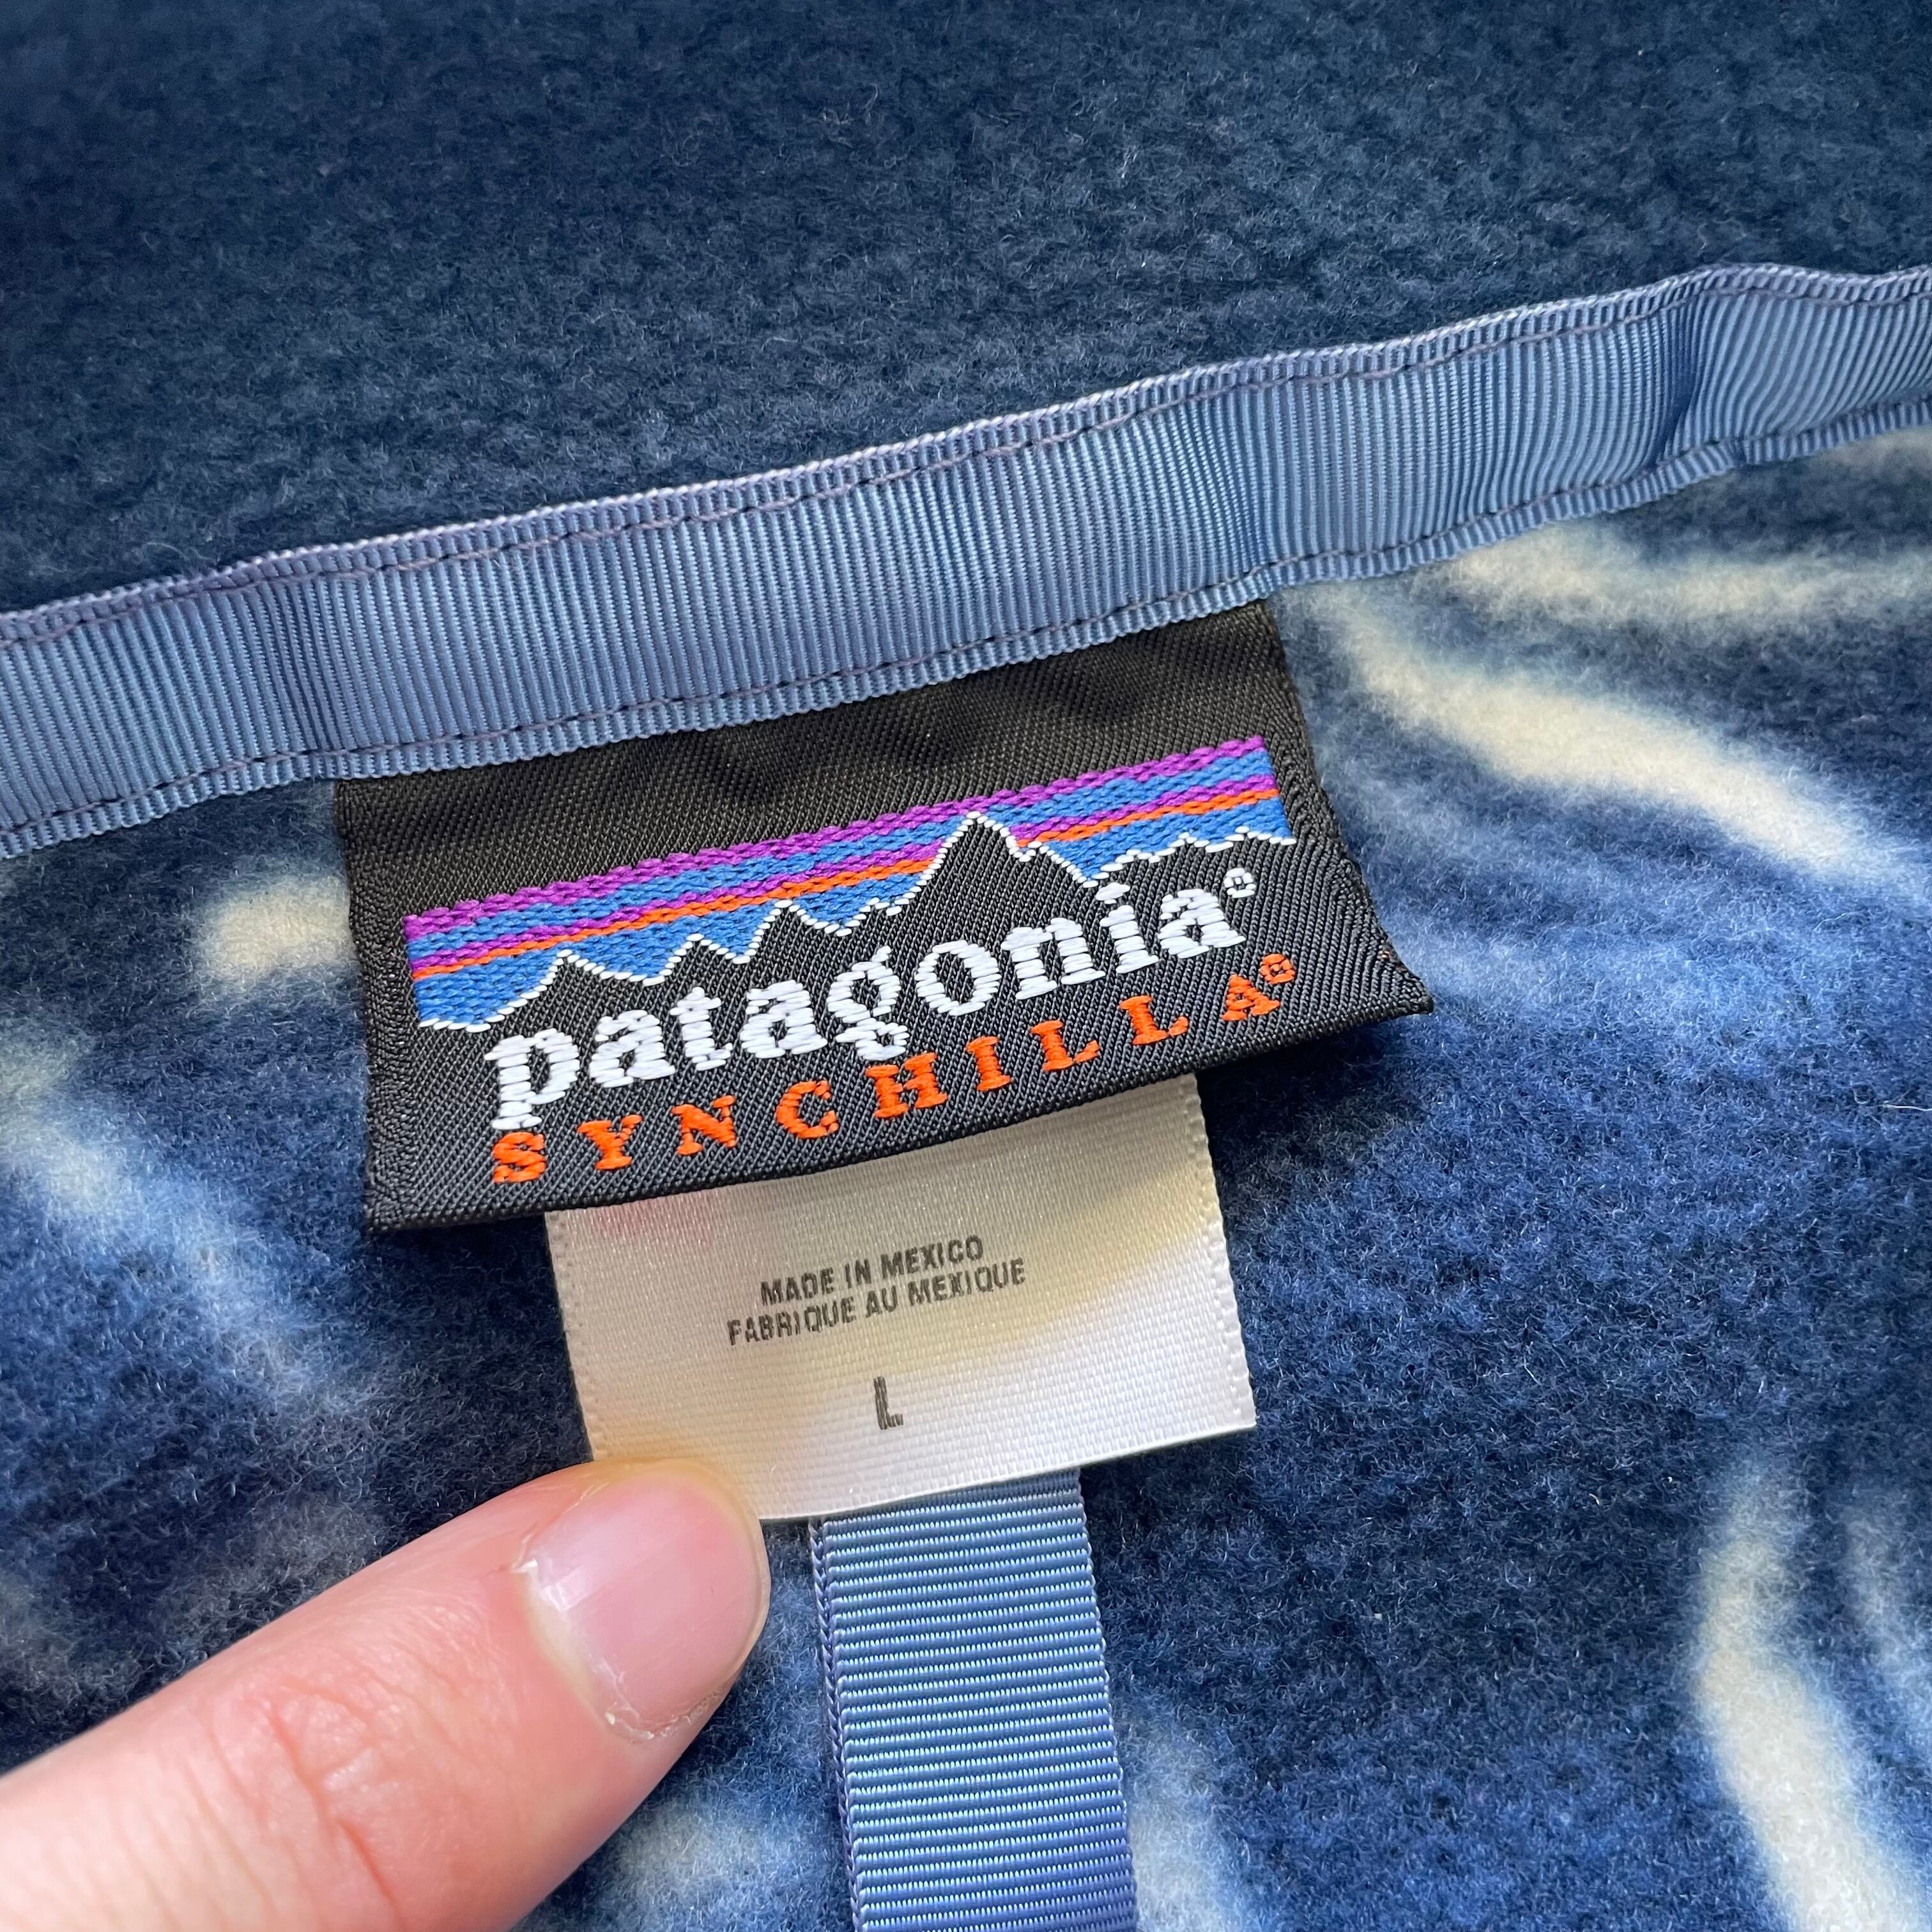 patagonia®
SYNCHILLA®
MADE IN MEXICO
FABRIQUE AU MEXIQUE
L